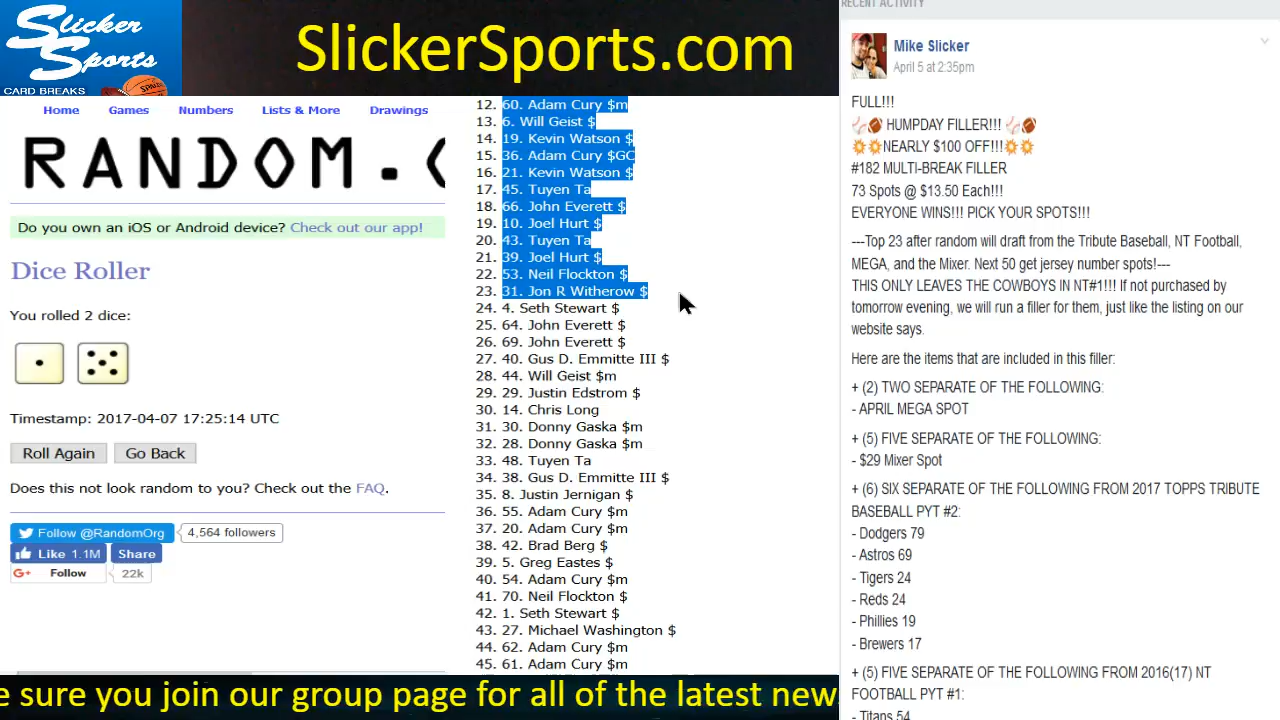 Slicker
Sports
CARD BREAKS
SlickerSports.com
Home Games Numbers Lists & More Drawings
RANDOM.
Do you own an iOS or Android device? Check out our app!
Dice Roller
You rolled 2 dice:
Timestamp: 2017-04-07 17:25:14 UTC
Roll Again Go Back
Does this not look random to you? Check out the FAQ.
Follow @RandomOrg 4,564 followers
Like 1.1M Share
G+ Follow 22k
12. 60. Adam Cury $m
13. 6. Will Geist $
14. 19. Kevin Watson $
15. 36. Adam Cury $GC
16. 21. Kevin Watson $
17. 45. Tuyen Ta
18. 66. John Everett $
19. 10. Joel Hurt $
20. 43. Tuyen Ta
21. 39. Joel Hurt $
22. 53. Neil Flockton $
23. 31. Jon R Witherow $
24. 4. Seth Stewart $
25. 64. John Everett $
26. 69. John Everett $
27. 40. Gus D. Emmitte III $
28. 44. Will Geist $m
29. 29. Justin Edstrom $
30. 14. Chris Long
31. 30. Donny Gaska $m
32. 28. Donny Gaska $m
33. 48. Tuyen Ta
34. 38. Gus D. Emmitte III $
35. 8. Justin Jernigan $
36. 55. Adam Cury $m
37. 20. Adam Cury $m
38. 42. Brad Berg $
39. 5. Greg Eastes $
40. 54. Adam Cury $m
41. 70. Neil Flockton $
42. 1. Seth Stewart $
43. 27. Michael Washington $
44. 62. Adam Cury $m
45. 61. Adam Cury $m
RECENT ACTIVITY
Mike Slicker
April 5 at 2:35pm
FULL!!!
⚾🏈 HUMPDAY FILLER!!! ⚾🏈
💥💥NEARLY $100 OFF!!!💥💥
#182 MULTI-BREAK FILLER
73 Spots @ $13.50 Each!!!
EVERYONE WINS!!! PICK YOUR SPOTS!!!
---Top 23 after random will draft from the Tribute Baseball, NT Football,
MEGA, and the Mixer. Next 50 get jersey number spots!---
THIS ONLY LEAVES THE COWBOYS IN NT#1!!! If not purchased by
tomorrow evening, we will run a filler for them, just like the listing on our
website says.
Here are the items that are included in this filler:
+ (2) TWO SEPARATE OF THE FOLLOWING:
- APRIL MEGA SPOT
+ (5) FIVE SEPARATE OF THE FOLLOWING:
- $29 Mixer Spot
+ (6) SIX SEPARATE OF THE FOLLOWING FROM 2017 TOPPS TRIBUTE
BASEBALL PYT #2:
- Dodgers 79
- Astros 69
- Tigers 24
- Reds 24
- Phillies 19
- Brewers 17
+ (5) FIVE SEPARATE OF THE FOLLOWING FROM 2016(17) NT
FOOTBALL PYT #1:
- Titans 54
e sure you join our group page for all of the latest new